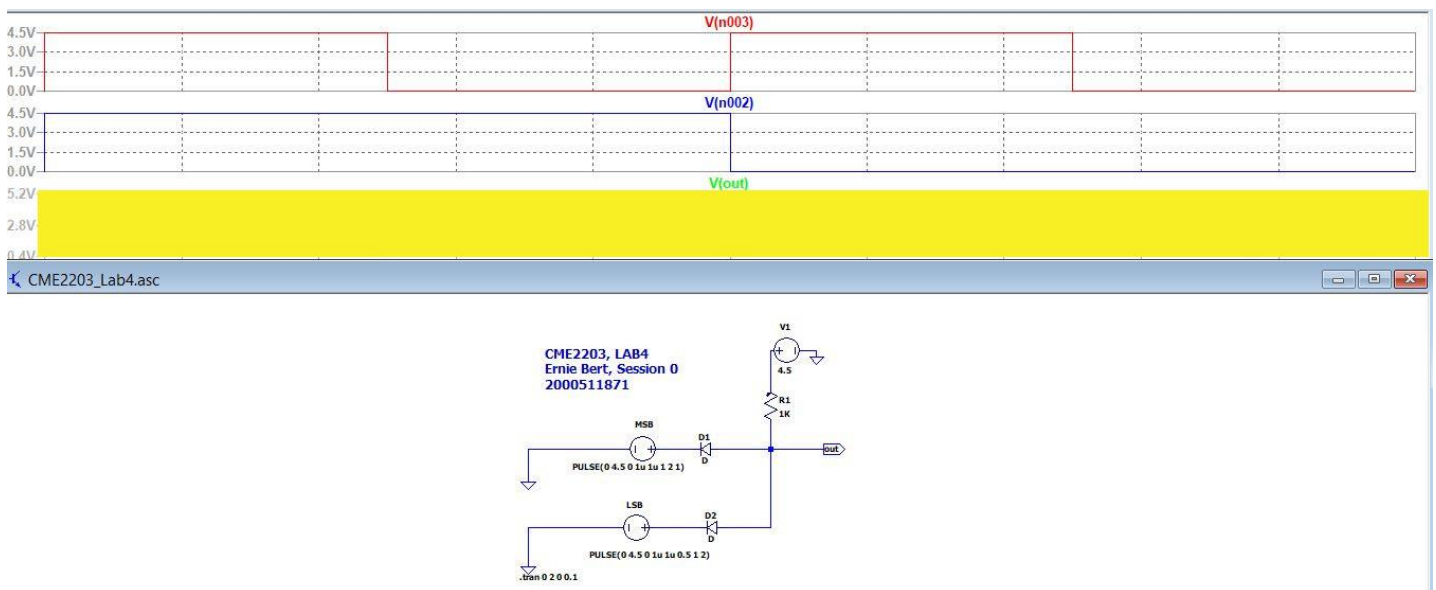 V(n003)
4.5V
3.0V
1.5V
0.0V
V(n002)
4.5V
3.0V
1.5V
0.0V
V(out)
5.2V
2.8V
0.4V
CME2203_Lab4.asc
CME2203, LAB4
Ernie Bert, Session 0
2000511871
V1
4.5
R1
1K
MSB
D1
D
out
PULSE(0 4.5 0 1u 1u 1 2 1)
LSB
D2
D
PULSE(0 4.5 0 1u 1u 0.5 1 2)
.tran 0 2 0 0.1